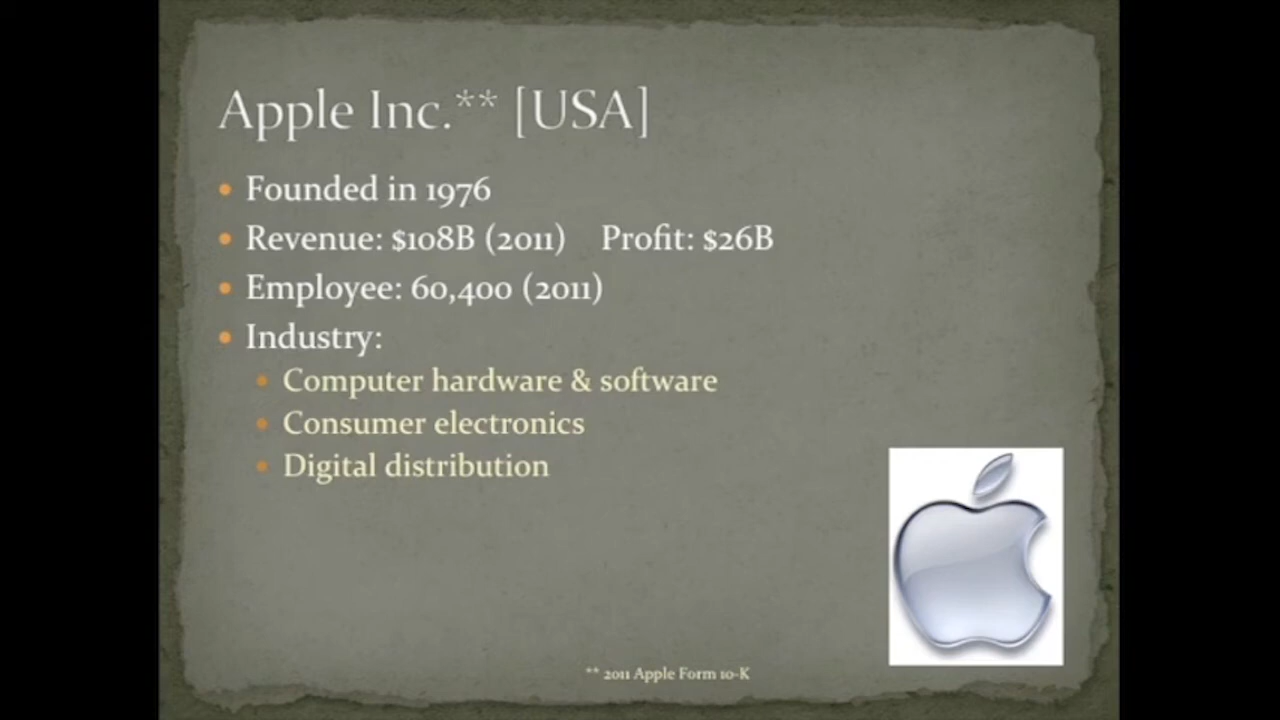 Apple Inc.** [USA]
Founded in 1976
Revenue: $108B (2011) Profit: $26B
Employee: 60,400 (2011)
Industry:
Computer hardware & software
Consumer electronics
Digital distribution
** 2011 Apple Form 10-K